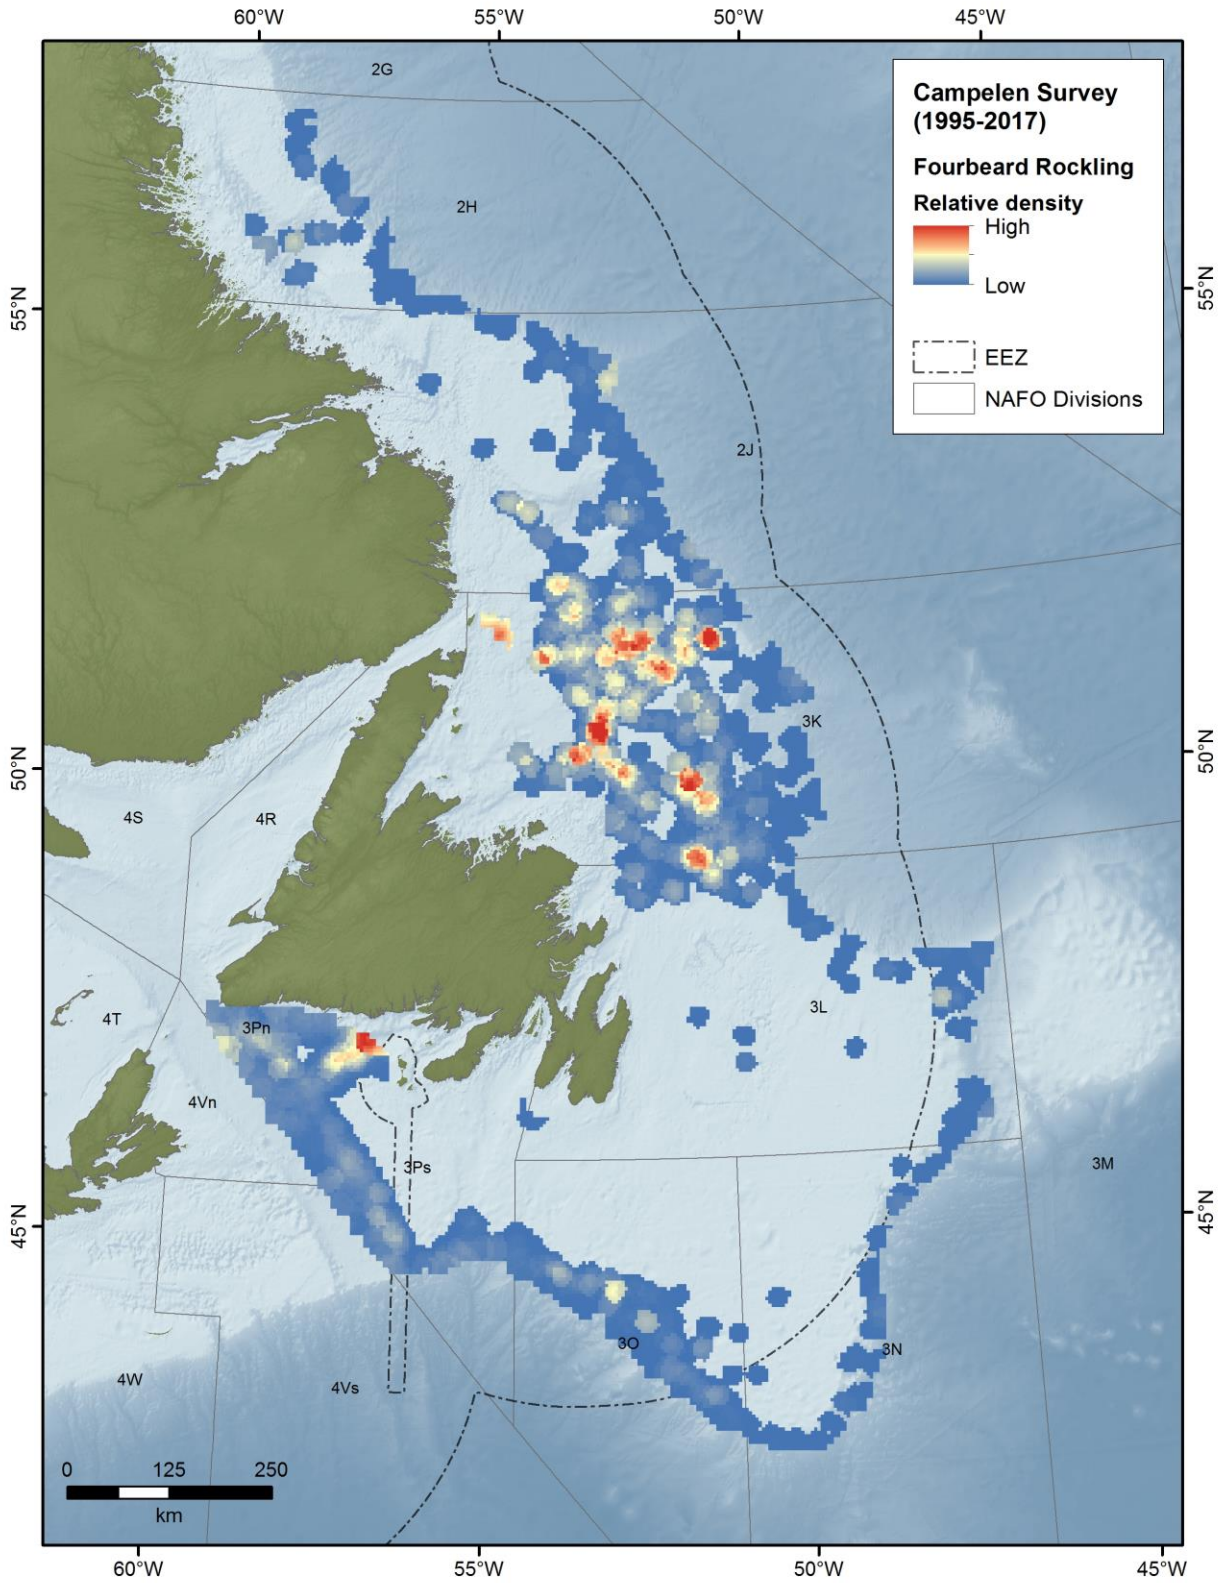 60°W 55°W 50°W 45°W
Campelen Survey
(1995-2017)
Fourbeard Rockling
Relative density
High
Low
EEZ
NAFO Divisions
2G
2H
55°N 55°N
2J
3K
50°N 50°N
4S 4R
3L
4T 3Pn
4Vn
3Ps 3M
45°N 45°N
3O 3N
4W 4Vs
0 125 250
km
60°W 55°W 50°W 45°W